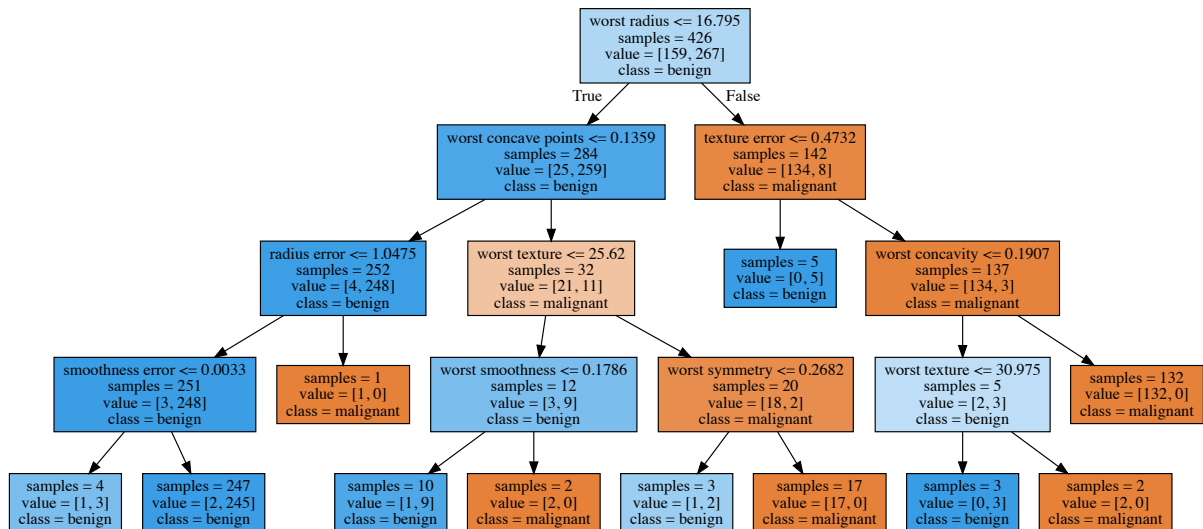 worst radius <= 16.795
samples = 426
value = [159, 267]
class = benign
True
False
worst concave points <= 0.1359
samples = 284
value = [25, 259]
class = benign
texture error <= 0.4732
samples = 142
value = [134, 8]
class = malignant
radius error <= 1.0475
samples = 252
value = [4, 248]
class = benign
worst texture <= 25.62
samples = 32
value = [21, 11]
class = malignant
samples = 5
value = [0, 5]
class = benign
worst concavity <= 0.1907
samples = 137
value = [134, 3]
class = malignant
smoothness error <= 0.0033
samples = 251
value = [3, 248]
class = benign
samples = 1
value = [1, 0]
class = malignant
worst smoothness <= 0.1786
samples = 12
value = [3, 9]
class = benign
worst symmetry <= 0.2682
samples = 20
value = [18, 2]
class = malignant
worst texture <= 30.975
samples = 5
value = [2, 3]
class = benign
samples = 132
value = [132, 0]
class = malignant
samples = 4
value = [1, 3]
class = benign
samples = 247
value = [2, 245]
class = benign
samples = 10
value = [1, 9]
class = benign
samples = 2
value = [2, 0]
class = malignant
samples = 3
value = [1, 2]
class = benign
samples = 17
value = [17, 0]
class = malignant
samples = 3
value = [0, 3]
class = benign
samples = 2
value = [2, 0]
class = malignant